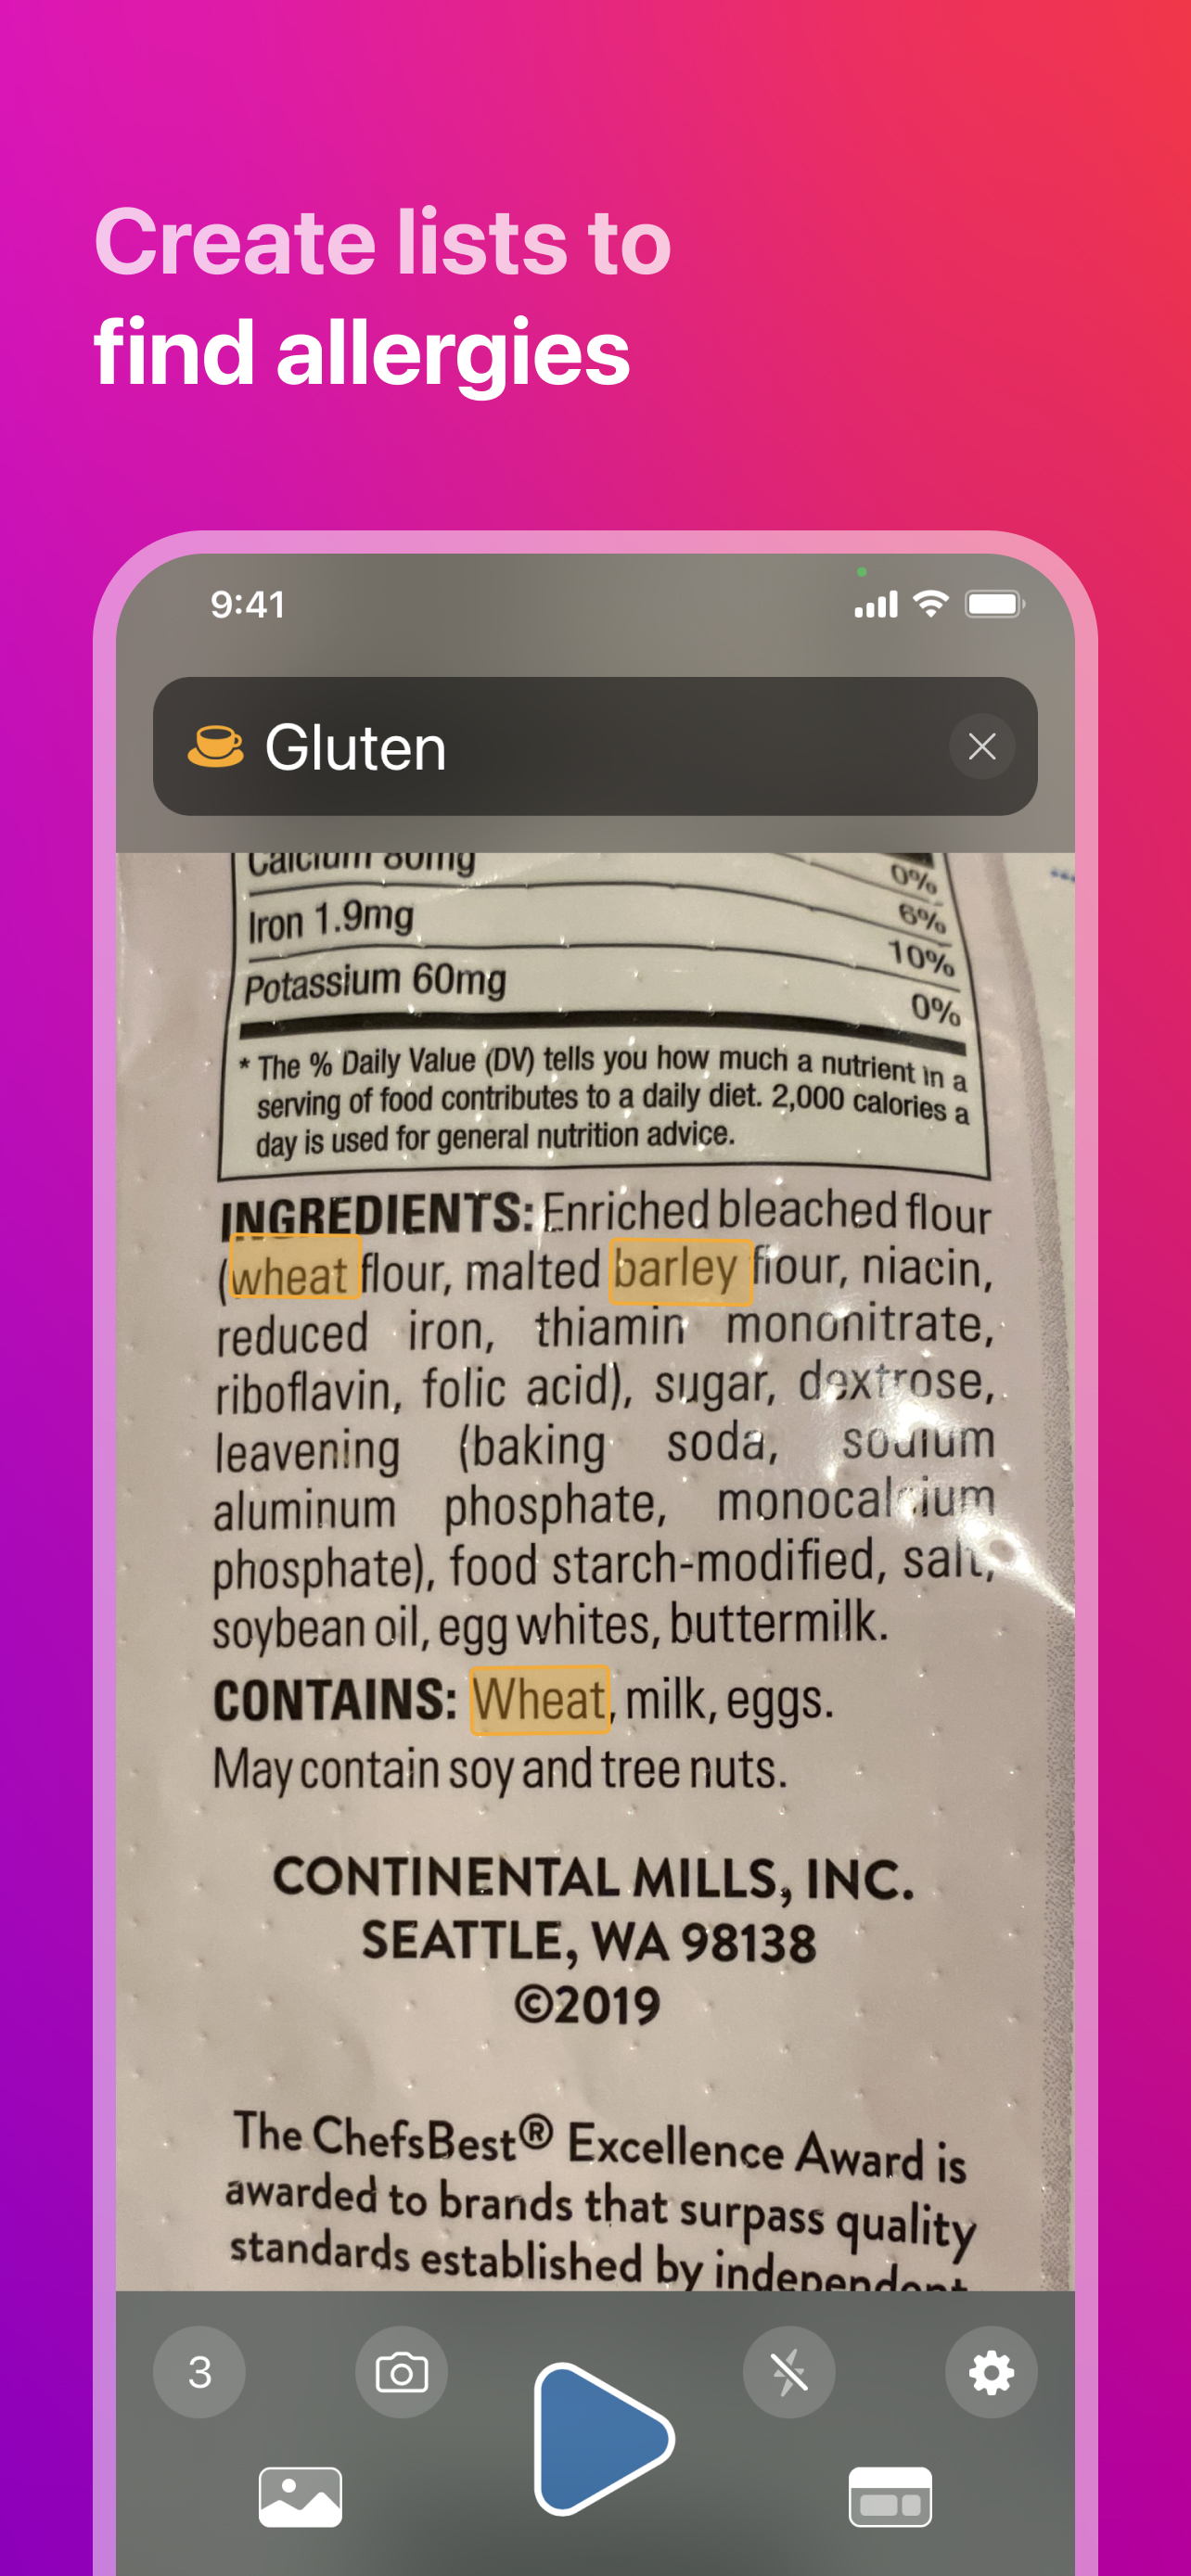 Create lists to
find allergies
9:41
Gluten
Calcium 80mg
0%
Iron 1.9mg
6%
10%
Potassium 60mg
0%
* The % Daily Value (DV) tells you how much a nutrient in a
serving of food contributes to a daily diet. 2,000 calories a
day is used for general nutrition advice.
INGREDIENTS: Enriched bleached flour
(wheat flour, malted barley flour, niacin,
reduced iron, thiamin mononitrate,
riboflavin, folic acid), sugar, dextrose,
leavening (baking soda, sodium
aluminum phosphate, monocalcium
phosphate), food starch-modified, salt,
soybean oil, egg whites, buttermilk.
CONTAINS: Wheat, milk, eggs.
May contain soy and tree nuts.
CONTINENTAL MILLS, INC.
SEATTLE, WA 98138
©2019
The ChefsBest® Excellence Award is
awarded to brands that surpass quality
standards established by independent
3